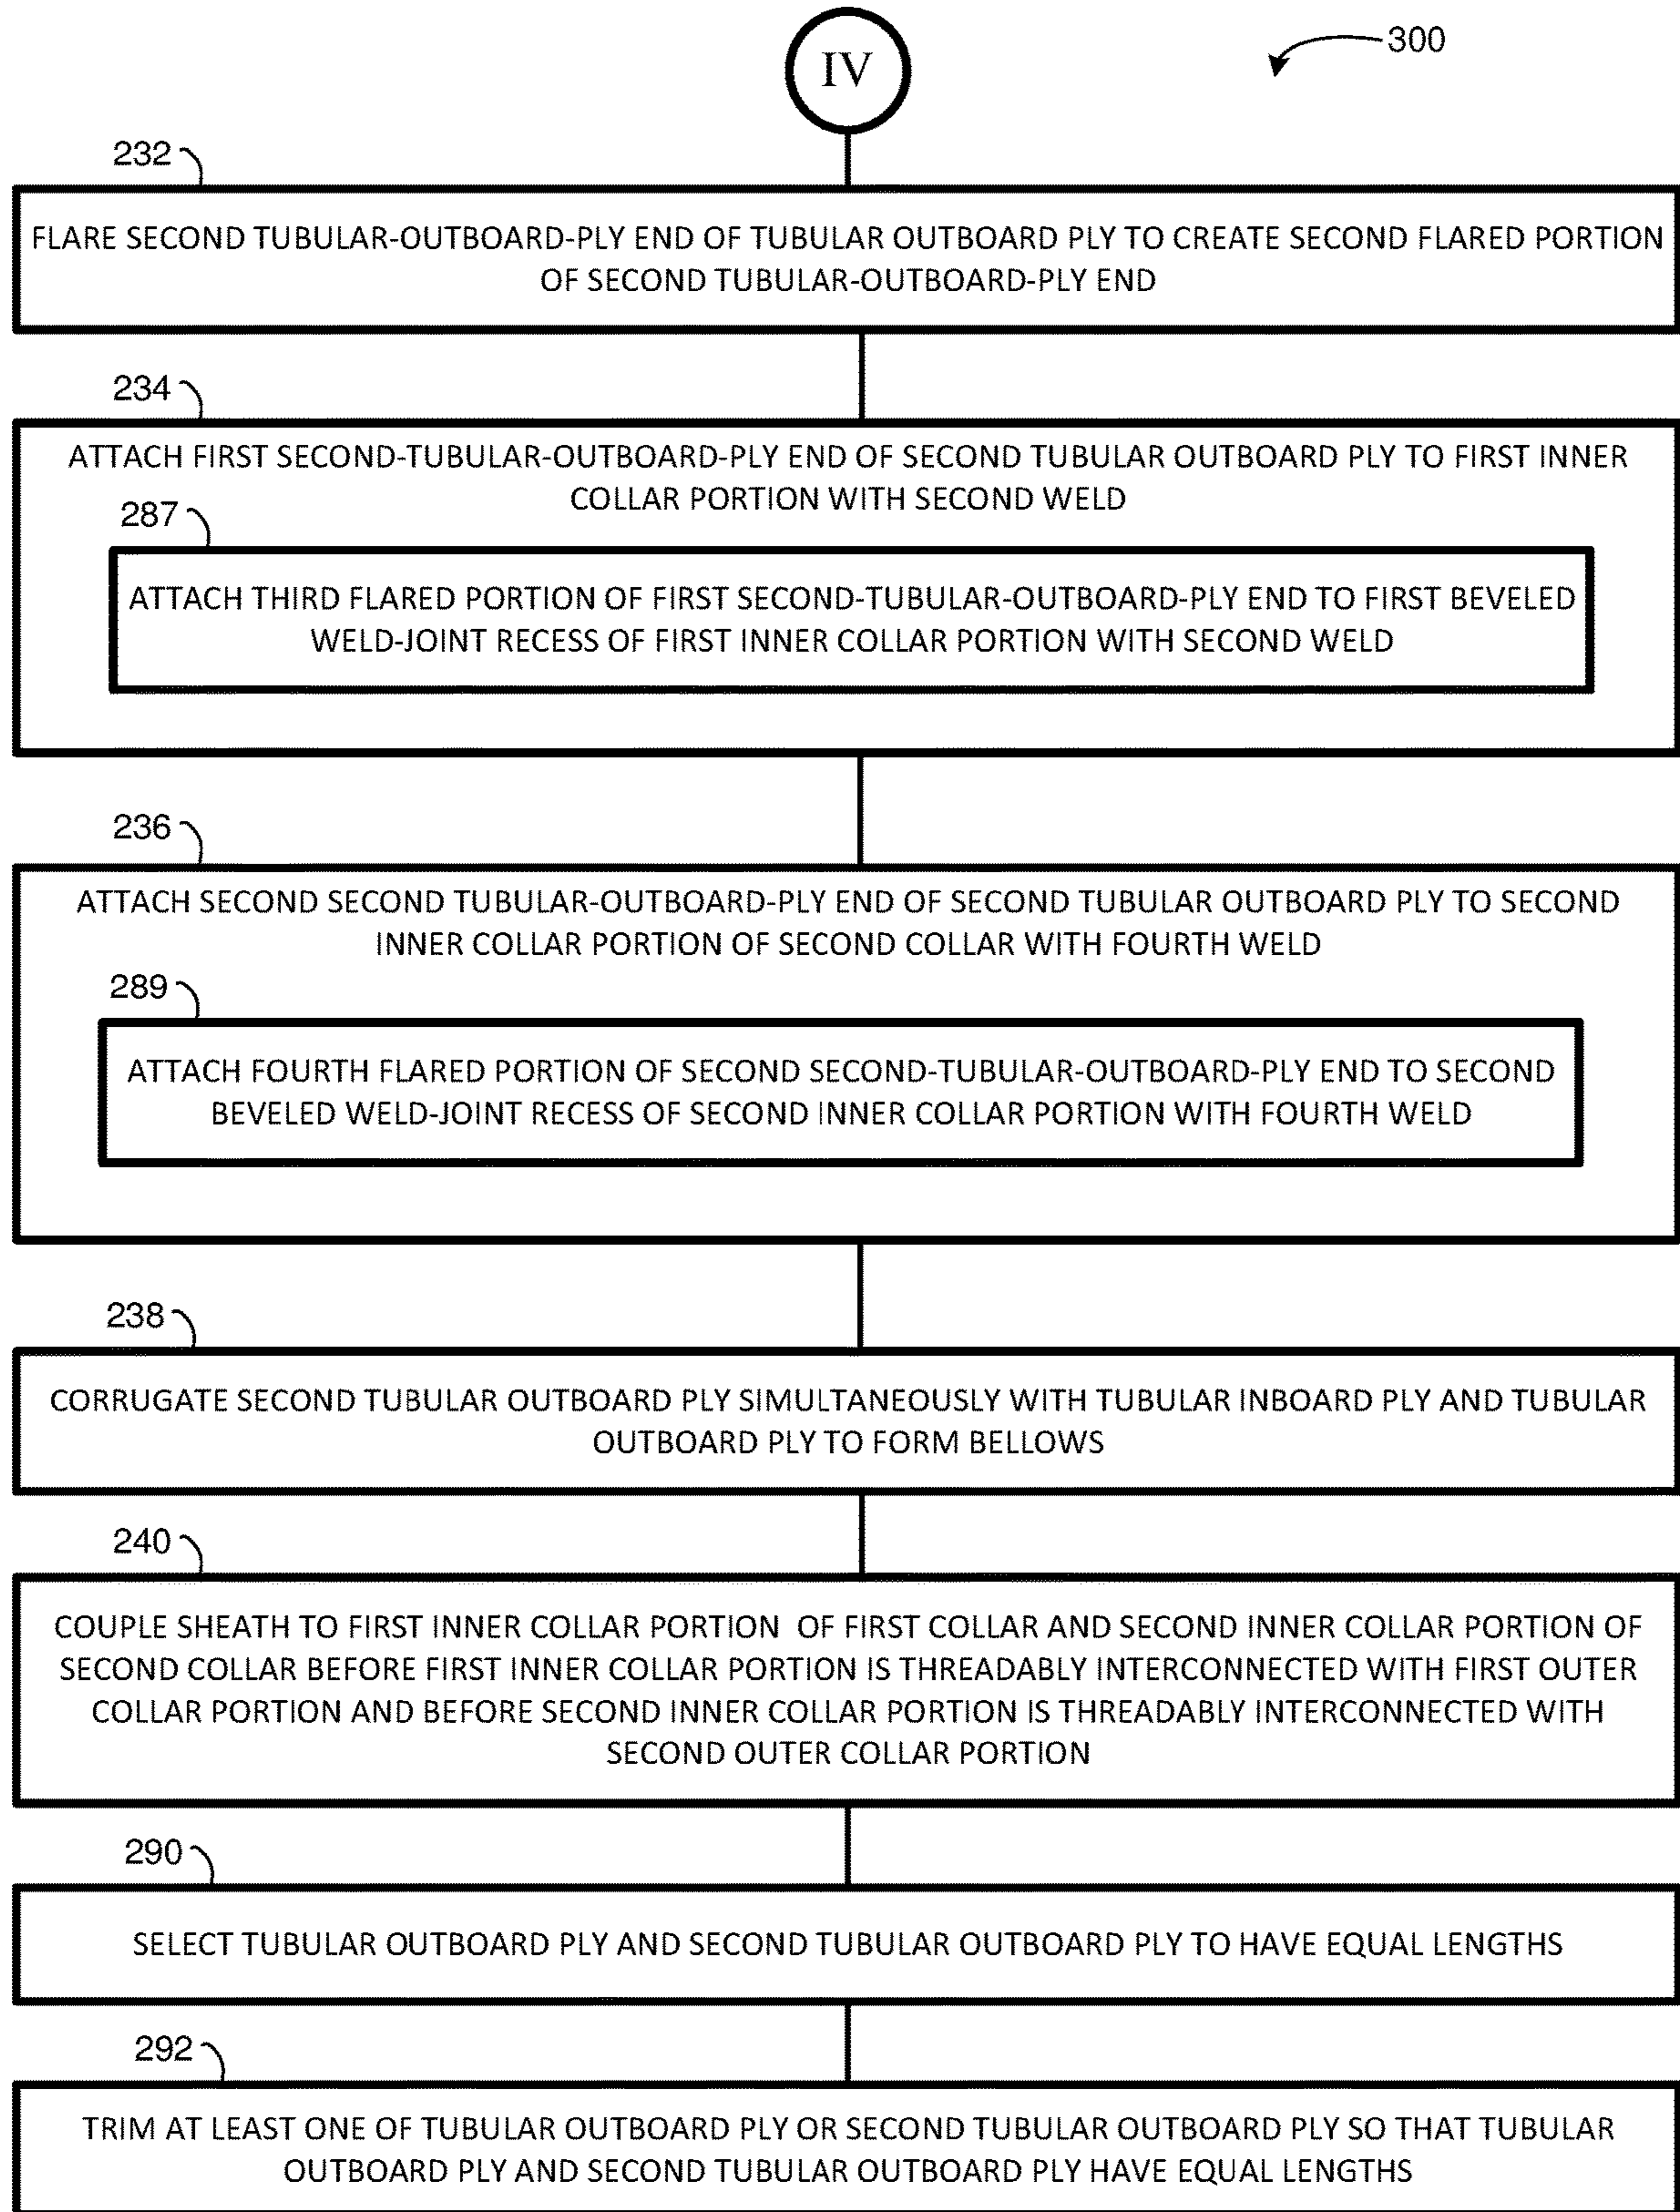 IV
300
232
FLARE SECOND TUBULAR-OUTBOARD-PLY END OF TUBULAR OUTBOARD PLY TO CREATE SECOND FLARED PORTION
OF SECOND TUBULAR-OUTBOARD-PLY END
234
ATTACH FIRST SECOND-TUBULAR-OUTBOARD-PLY END OF SECOND TUBULAR OUTBOARD PLY TO FIRST INNER
COLLAR PORTION WITH SECOND WELD
287
ATTACH THIRD FLARED PORTION OF FIRST SECOND-TUBULAR-OUTBOARD-PLY END TO FIRST BEVELED
WELD-JOINT RECESS OF FIRST INNER COLLAR PORTION WITH SECOND WELD
236
ATTACH SECOND SECOND TUBULAR-OUTBOARD-PLY END OF SECOND TUBULAR OUTBOARD PLY TO SECOND
INNER COLLAR PORTION OF SECOND COLLAR WITH FOURTH WELD
289
ATTACH FOURTH FLARED PORTION OF SECOND SECOND-TUBULAR-OUTBOARD-PLY END TO SECOND
BEVELED WELD-JOINT RECESS OF SECOND INNER COLLAR PORTION WITH FOURTH WELD
238
CORRUGATE SECOND TUBULAR OUTBOARD PLY SIMULTANEOUSLY WITH TUBULAR INBOARD PLY AND TUBULAR
OUTBOARD PLY TO FORM BELLOWS
240
COUPLE SHEATH TO FIRST INNER COLLAR PORTION OF FIRST COLLAR AND SECOND INNER COLLAR PORTION OF
SECOND COLLAR BEFORE FIRST INNER COLLAR PORTION IS THREADABLY INTERCONNECTED WITH FIRST OUTER
COLLAR PORTION AND BEFORE SECOND INNER COLLAR PORTION IS THREADABLY INTERCONNECTED WITH
SECOND OUTER COLLAR PORTION
290
SELECT TUBULAR OUTBOARD PLY AND SECOND TUBULAR OUTBOARD PLY TO HAVE EQUAL LENGTHS
292
TRIM AT LEAST ONE OF TUBULAR OUTBOARD PLY OR SECOND TUBULAR OUTBOARD PLY SO THAT TUBULAR
OUTBOARD PLY AND SECOND TUBULAR OUTBOARD PLY HAVE EQUAL LENGTHS